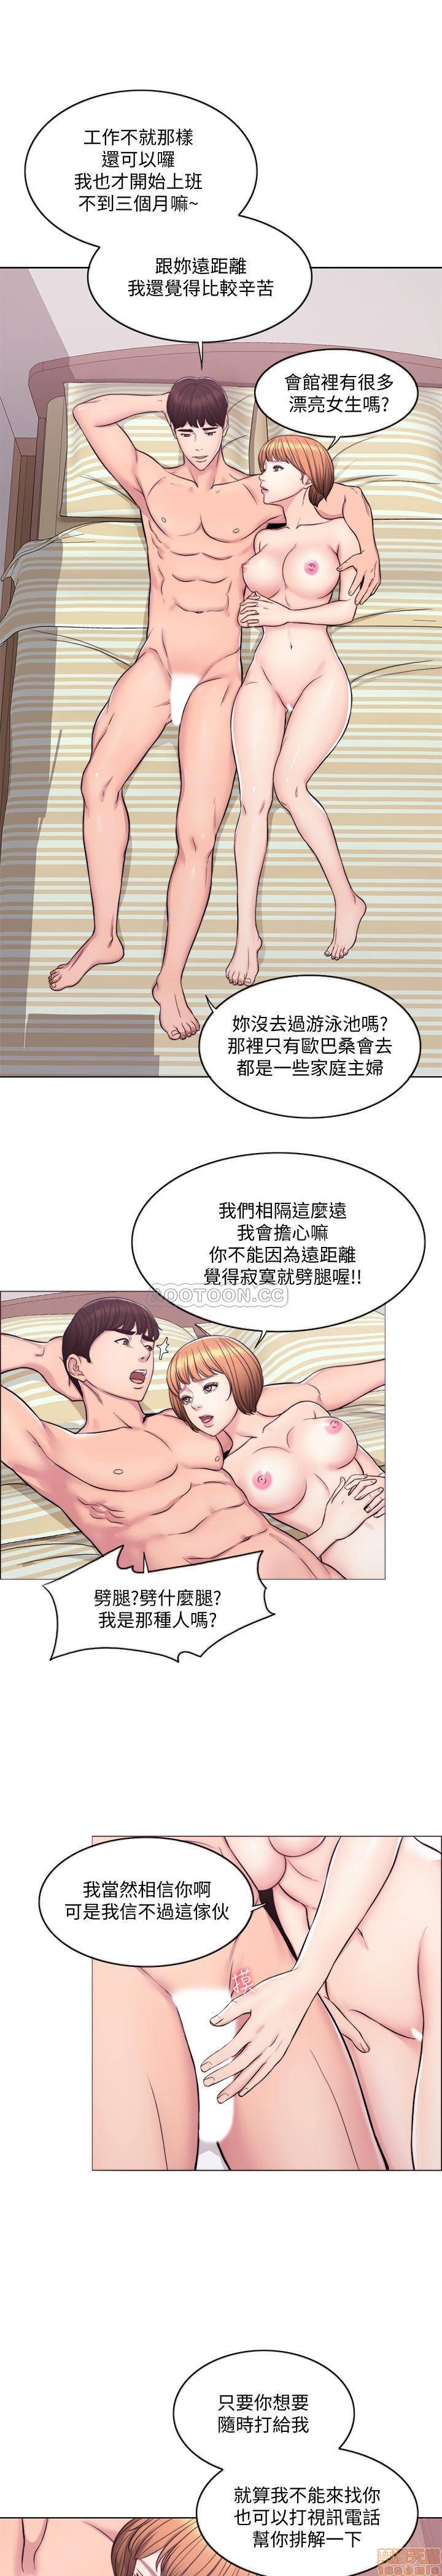 工作不就那樣
還可以囉
我也才開始上班
不到三個月嘛~
跟妳遠距離
我還覺得比較辛苦
會館裡有很多
漂亮女生嗎?
妳沒去過游泳池嗎?
那裡只有歐巴桑會去
都是一些家庭主婦
我們相隔這麼遠
我會擔心嘛
你不能因為遠距離
覺得寂寞就劈腿喔!!
TOOTOON
劈腿?劈什麼腿?
我是那種人嗎?
我當然相信你啊
可是我信不過這傢伙
摸
只要你想要
隨時打給我
就算我不能來找你
也可以打視訊電話
幫你排解一下